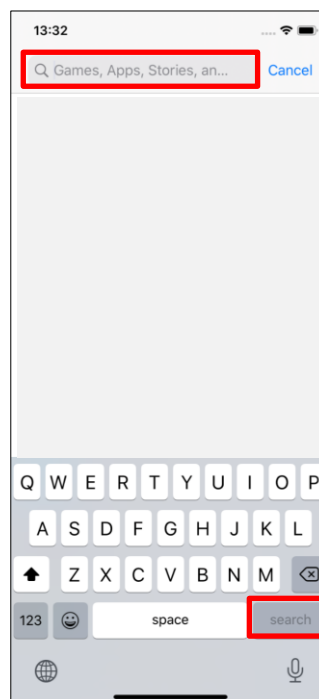 13:32
Games, Apps, Stories, an... Cancel
Q W E R T Y U I O P
A S D F G H J K L
Z X C V B N M
123 space search